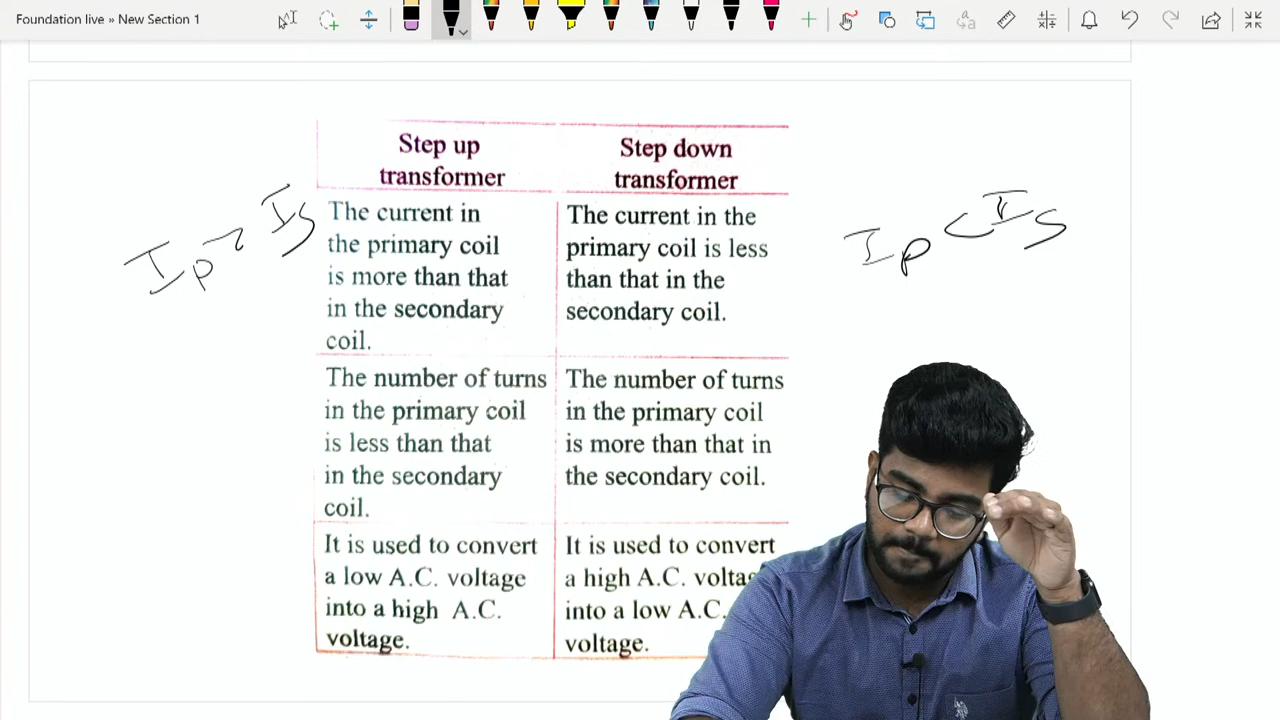 Foundation live » New Section 1
Step up
transformer
Step down
transformer
The current in
the primary coil
is more than that
in the secondary
coil.
The current in the
primary coil is less
than that in the
secondary coil.
The number of turns
in the primary coil
is less than that
in the secondary
coil.
The number of turns
in the primary coil
is more than that in
the secondary coil.
It is used to convert
a low A.C. voltage
into a high A.C.
voltage.
It is used to convert
a high A.C. volta
into a low A.C.
voltage.
Ip > Is
Ip < Is